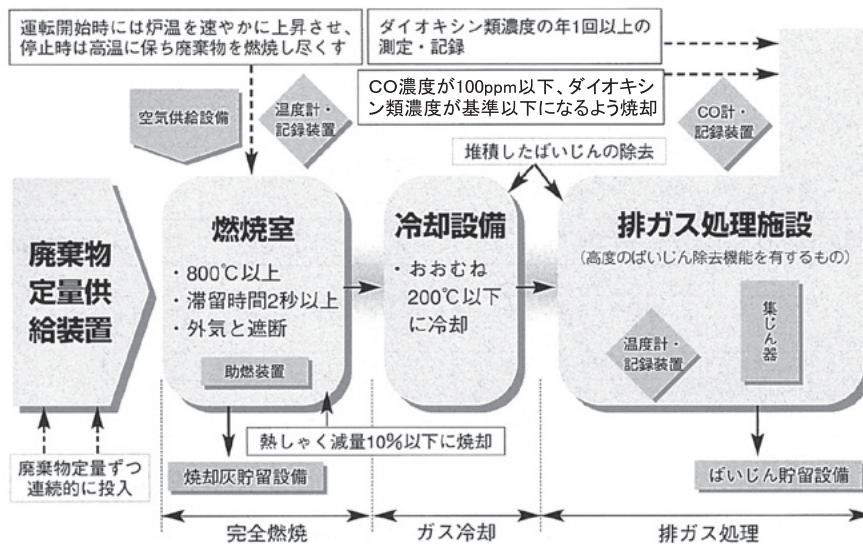 運転開始時には炉温を速やかに上昇させ、
停止時は高温に保ち廃棄物を燃焼し尽くす
ダイオキシン類濃度の年1回以上の
測定・記録
CO濃度が100ppm以下、ダイオキシ
ン類濃度が基準以下になるよう焼却
空気供給設備
温度計・
記録装置
CO計・
記録装置
堆積したばいじんの除去
廃棄物
定量供
給装置
燃焼室
・800℃以上
・滞留時間2秒以上
・外気と遮断
助燃装置
冷却設備
・おおむね
200℃以下
に冷却
排ガス処理施設
(高度のばいじん除去機能を有するもの)
温度計・
記録装置
集じん器
熱しゃく減量10%以下に焼却
廃棄物定量ずつ
連続的に投入
焼却灰貯留設備
ばいじん貯留設備
完全燃焼
ガス冷却
排ガス処理